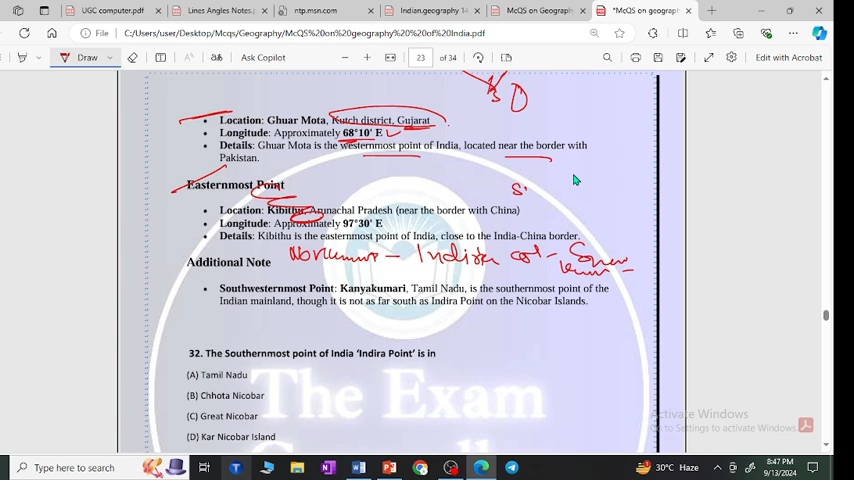 UGC computer.pdf
Lines Angles Notes.p
ntp.msn.com
Indian.geography 14
McQS on Geograph
*McQS on geograp
File C:/Users/user/Desktop/Mcqs/Geography/McQS%20on%20geography%20%20of%20India.pdf
Draw Ask Copilot 23 of 34 Edit with Acrobat
• Location: Ghuar Mota, Kutch district, Gujarat
• Longitude: Approximately 68°10' E
• Details: Ghuar Mota is the westernmost point of India, located near the border with
Pakistan.
Easternmost Point
• Location: Kibithu, Arunachal Pradesh (near the border with China)
• Longitude: Approximately 97°30' E
• Details: Kibithu is the easternmost point of India, close to the India-China border.
Indira col -
Additional Note
• Southwesternmost Point: Kanyakumari, Tamil Nadu, is the southernmost point of the
Indian mainland, though it is not as far south as Indira Point on the Nicobar Islands.
32. The Southernmost point of India 'Indira Point' is in
(A) Tamil Nadu
(B) Chhota Nicobar
(C) Great Nicobar
(D) Kar Nicobar Island
The Exam
Activate Windows
Go to Settings to activate Windows.
Type here to search
30°C Haze
8:47 PM
9/13/2024